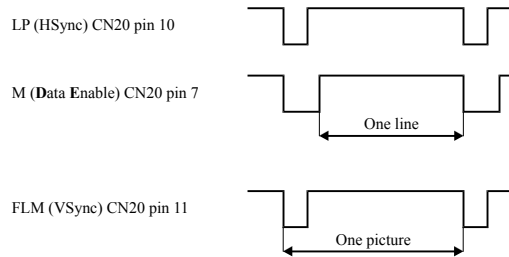 LP (HSync) CN20 pin 10
M (Data Enable) CN20 pin 7
One line
FLM (VSync) CN20 pin 11
One picture